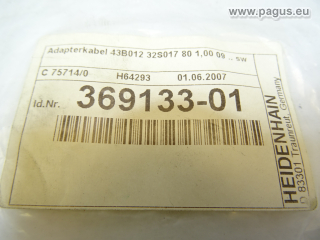 www.pagus.eu
Adapterkabel 43B012 32S017 80 1,00 09 .. sw
C 75714/0 H64293 01.06.2007
Id.Nr. 369133-01
HEIDENHAIN
D 83301 Traunreut, Germany